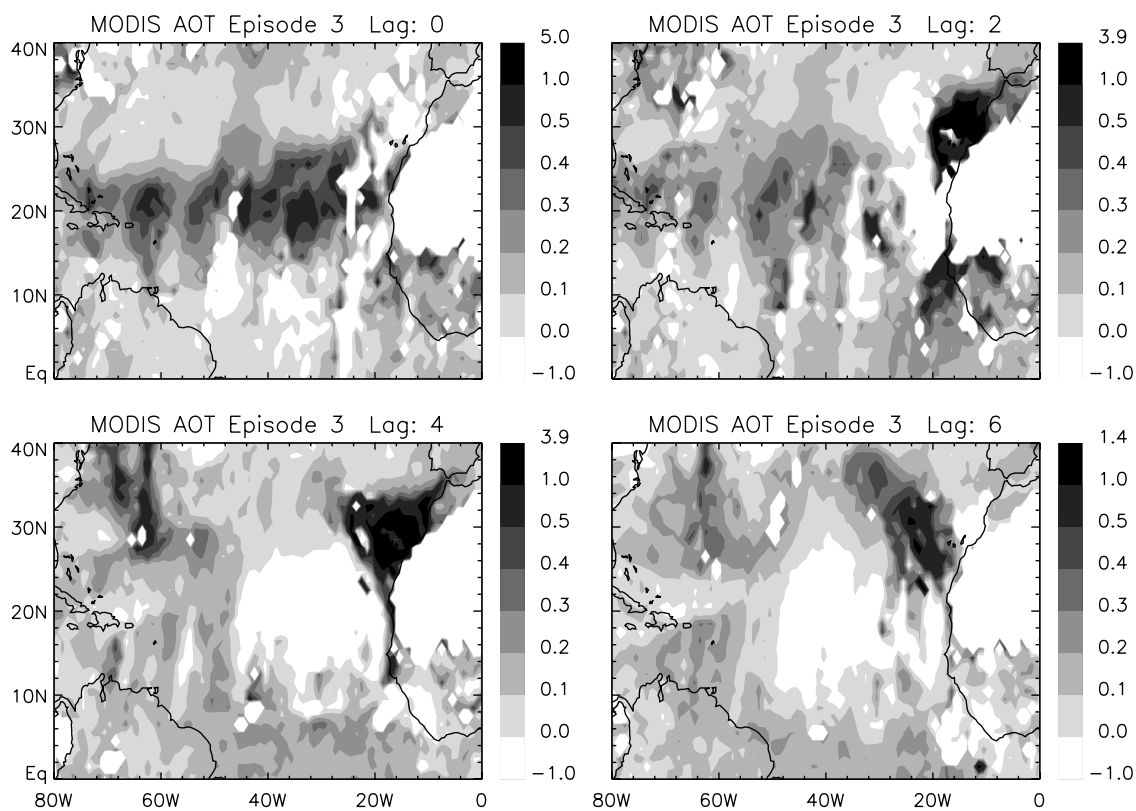 MODIS AOT Episode 3 Lag: 0
40N
30N
20N
10N
Eq
5.0
1.0
0.5
0.4
0.3
0.2
0.1
0.0
−1.0
MODIS AOT Episode 3 Lag: 2
3.9
1.0
0.5
0.4
0.3
0.2
0.1
0.0
−1.0
MODIS AOT Episode 3 Lag: 4
40N
30N
20N
10N
Eq
80W
60W
40W
20W
0
3.9
1.0
0.5
0.4
0.3
0.2
0.1
0.0
−1.0
MODIS AOT Episode 3 Lag: 6
80W
60W
40W
20W
0
1.4
1.0
0.5
0.4
0.3
0.2
0.1
0.0
−1.0